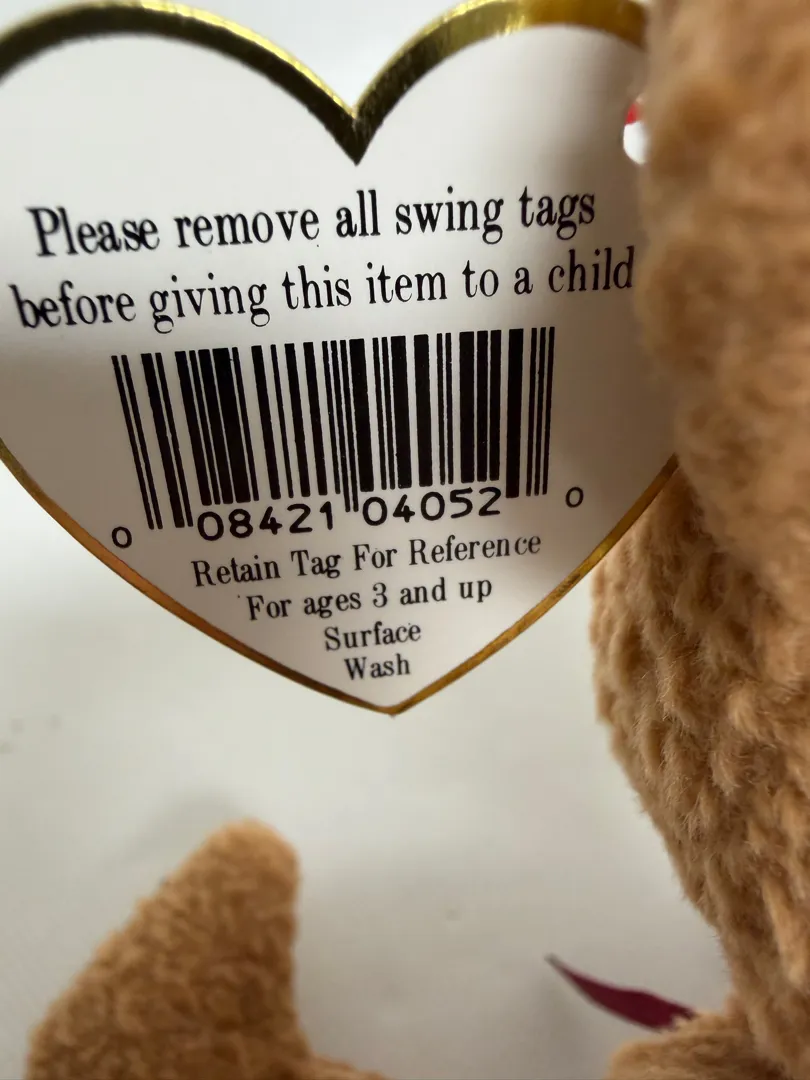 Please remove all swing tags
before giving this item to a child
0 08421 04052 0
Retain Tag For Reference
For ages 3 and up
Surface
Wash